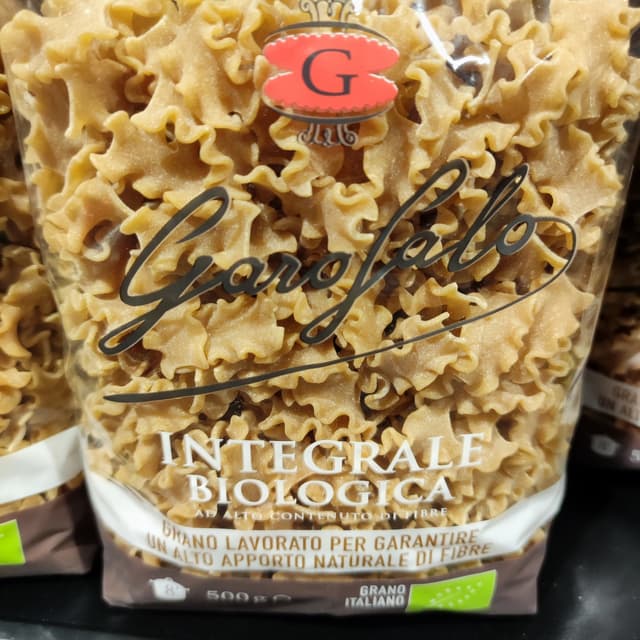 G
Garofalo
INTEGRALE
BIOLOGICA
AD ALTO CONTENUTO DI FIBRE
GRANO LAVORATO PER GARANTIRE
UN ALTO APPORTO NATURALE DI FIBRE
500g e
GRANO
ITALIANO